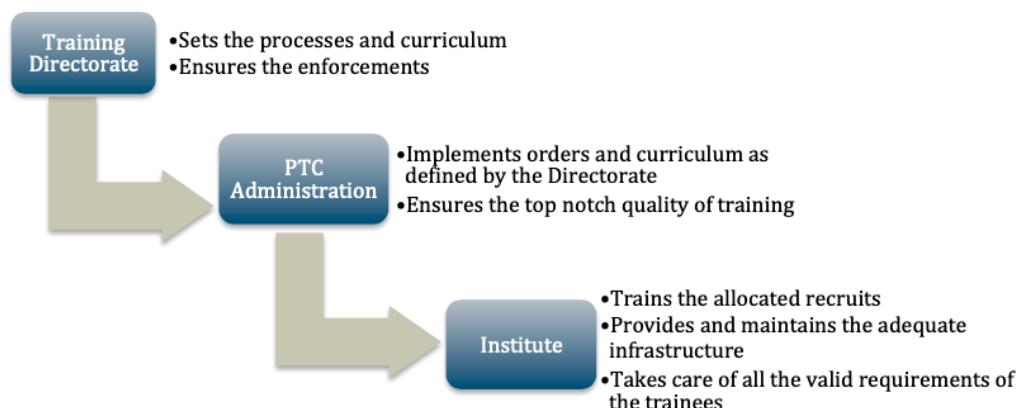 Training
Directorate
•Sets the processes and curriculum
•Ensures the enforcements
PTC
Administration
•Implements orders and curriculum as
defined by the Directorate
•Ensures the top notch quality of training
Institute
•Trains the allocated recruits
•Provides and maintains the adequate
infrastructure
•Takes care of all the valid requirements of
the trainees